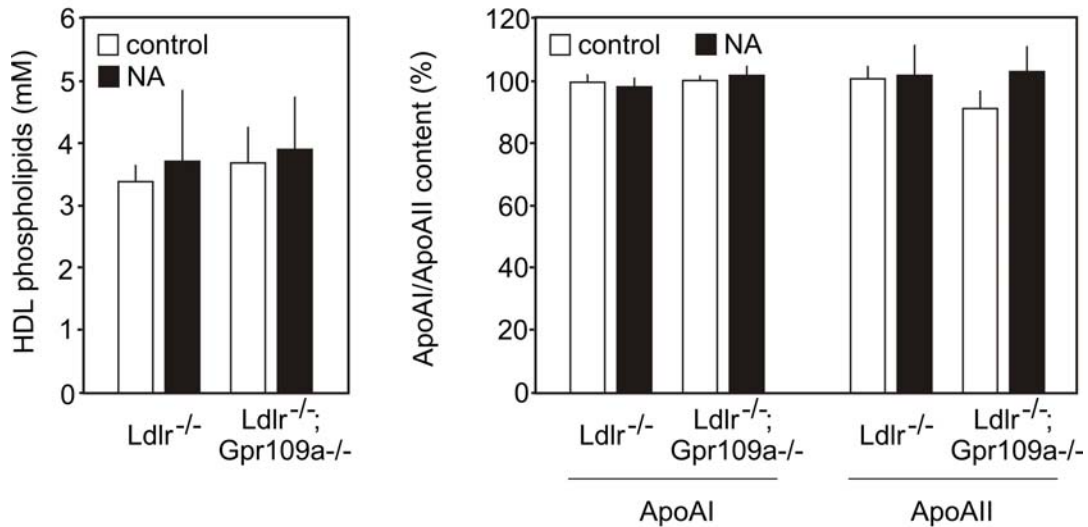 HDL phospholipids (mM)
6
5
4
3
2
1
0
control
NA
Ldlr-/-
Ldlr-/-;
Gpr109a-/-
ApoAI/ApoAII content (%)
120
100
80
60
40
20
0
control
NA
Ldlr-/-
Ldlr-/-;
Gpr109a-/-
Ldlr-/-
Ldlr-/-;
Gpr109a-/-
ApoAI
ApoAII